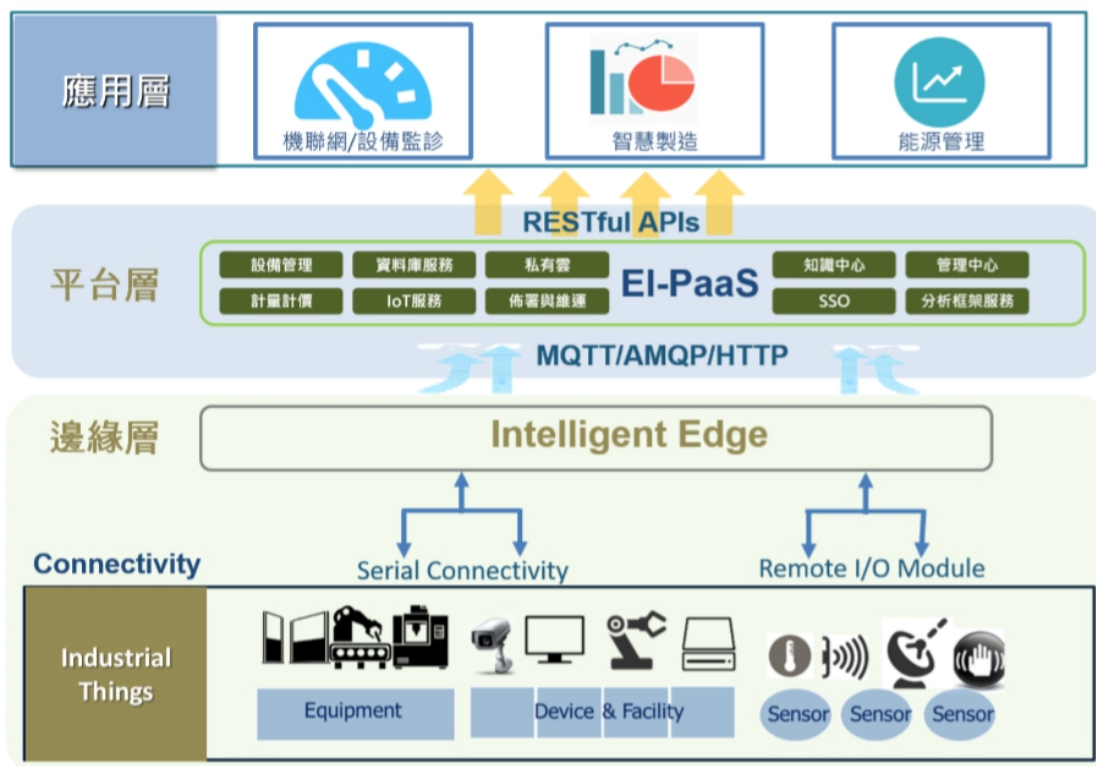 應用層
機聯網/設備監診
智慧製造
能源管理
RESTful APIs
平台層
設備管理
資料庫服務
私有雲
EI-PaaS
知識中心
管理中心
計量計價
IoT服務
佈署與維運
SSO
分析框架服務
MQTT/AMQP/HTTP
邊緣層
Intelligent Edge
Connectivity
Serial Connectivity
Remote I/O Module
Industrial
Things
Equipment
Device & Facility
Sensor
Sensor
Sensor